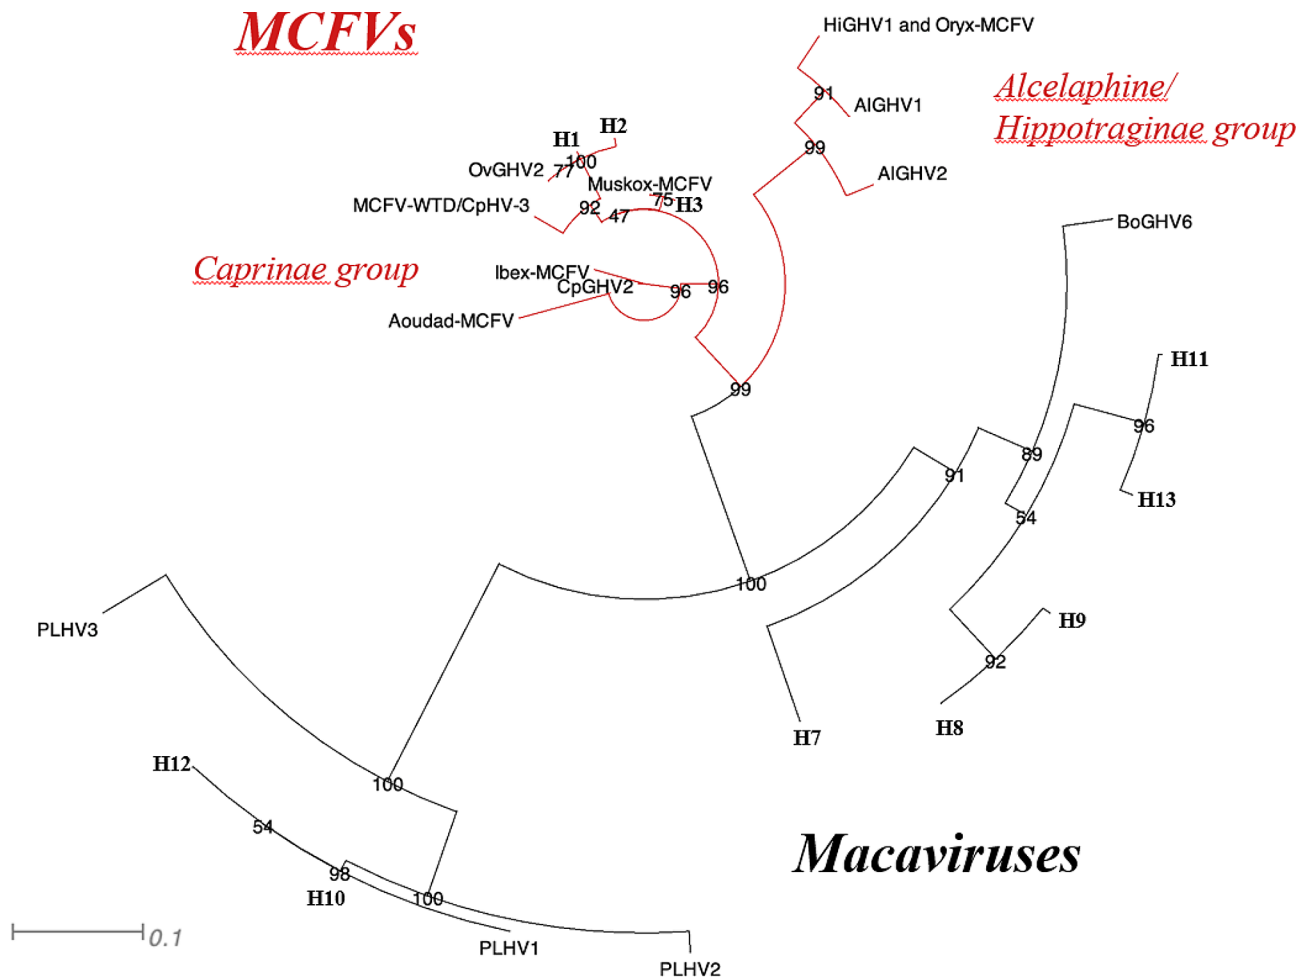 MCFVs
HiGHV1 and Oryx-MCFV
Alcelaphine/
Hippotraginae group
91
AlGHV1
99
AlGHV2
H1
H2
100
77
OvGHV2
Muskox-MCFV
75
H3
MCFV-WTD/CpHV-3
92
47
BoGHV6
Caprinae group
Ibex-MCFV
CpGHV2
96
96
Aoudad-MCFV
99
H11
96
89
91
H13
54
100
PLHV3
H9
92
H8
H7
H12
100
54
98
H10
100
Macaviruses
0.1
PLHV1
PLHV2